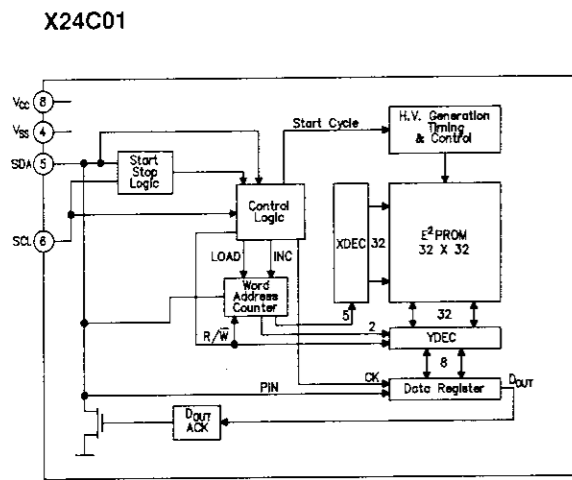 X24C01
VCC 8
VSS 4
SDA 5
SCL 6
Start
Stop
Logic
Start Cycle
H.V. Generation
Timing
& Control
Control
Logic
XDEC
32
E²PROM
32 X 32
LOAD
INC
Word
Address
Counter
5
2
32
R/W̅
YDEC
8
CK
PIN
Data Register
DOUT
DOUT
ACK